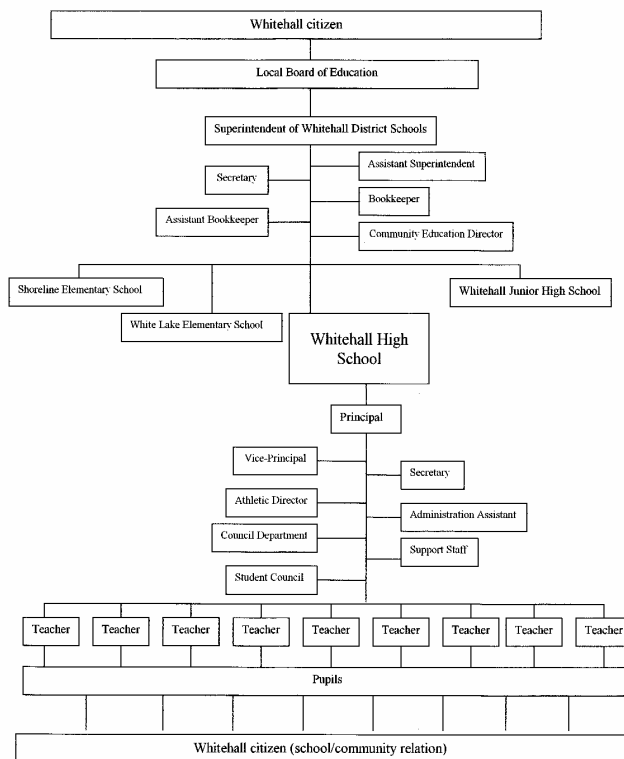 Whitehall citizen
Local Board of Education
Superintendent of Whitehall District Schools
Assistant Superintendent
Secretary
Bookkeeper
Assistant Bookkeeper
Community Education Director
Shoreline Elementary School
Whitehall Junior High School
White Lake Elementary School
Whitehall High
School
Principal
Vice-Principal
Secretary
Athletic Director
Administration Assistant
Council Department
Support Staff
Student Council
Teacher Teacher Teacher Teacher Teacher Teacher Teacher Teacher Teacher
Pupils
Whitehall citizen (school/community relation)